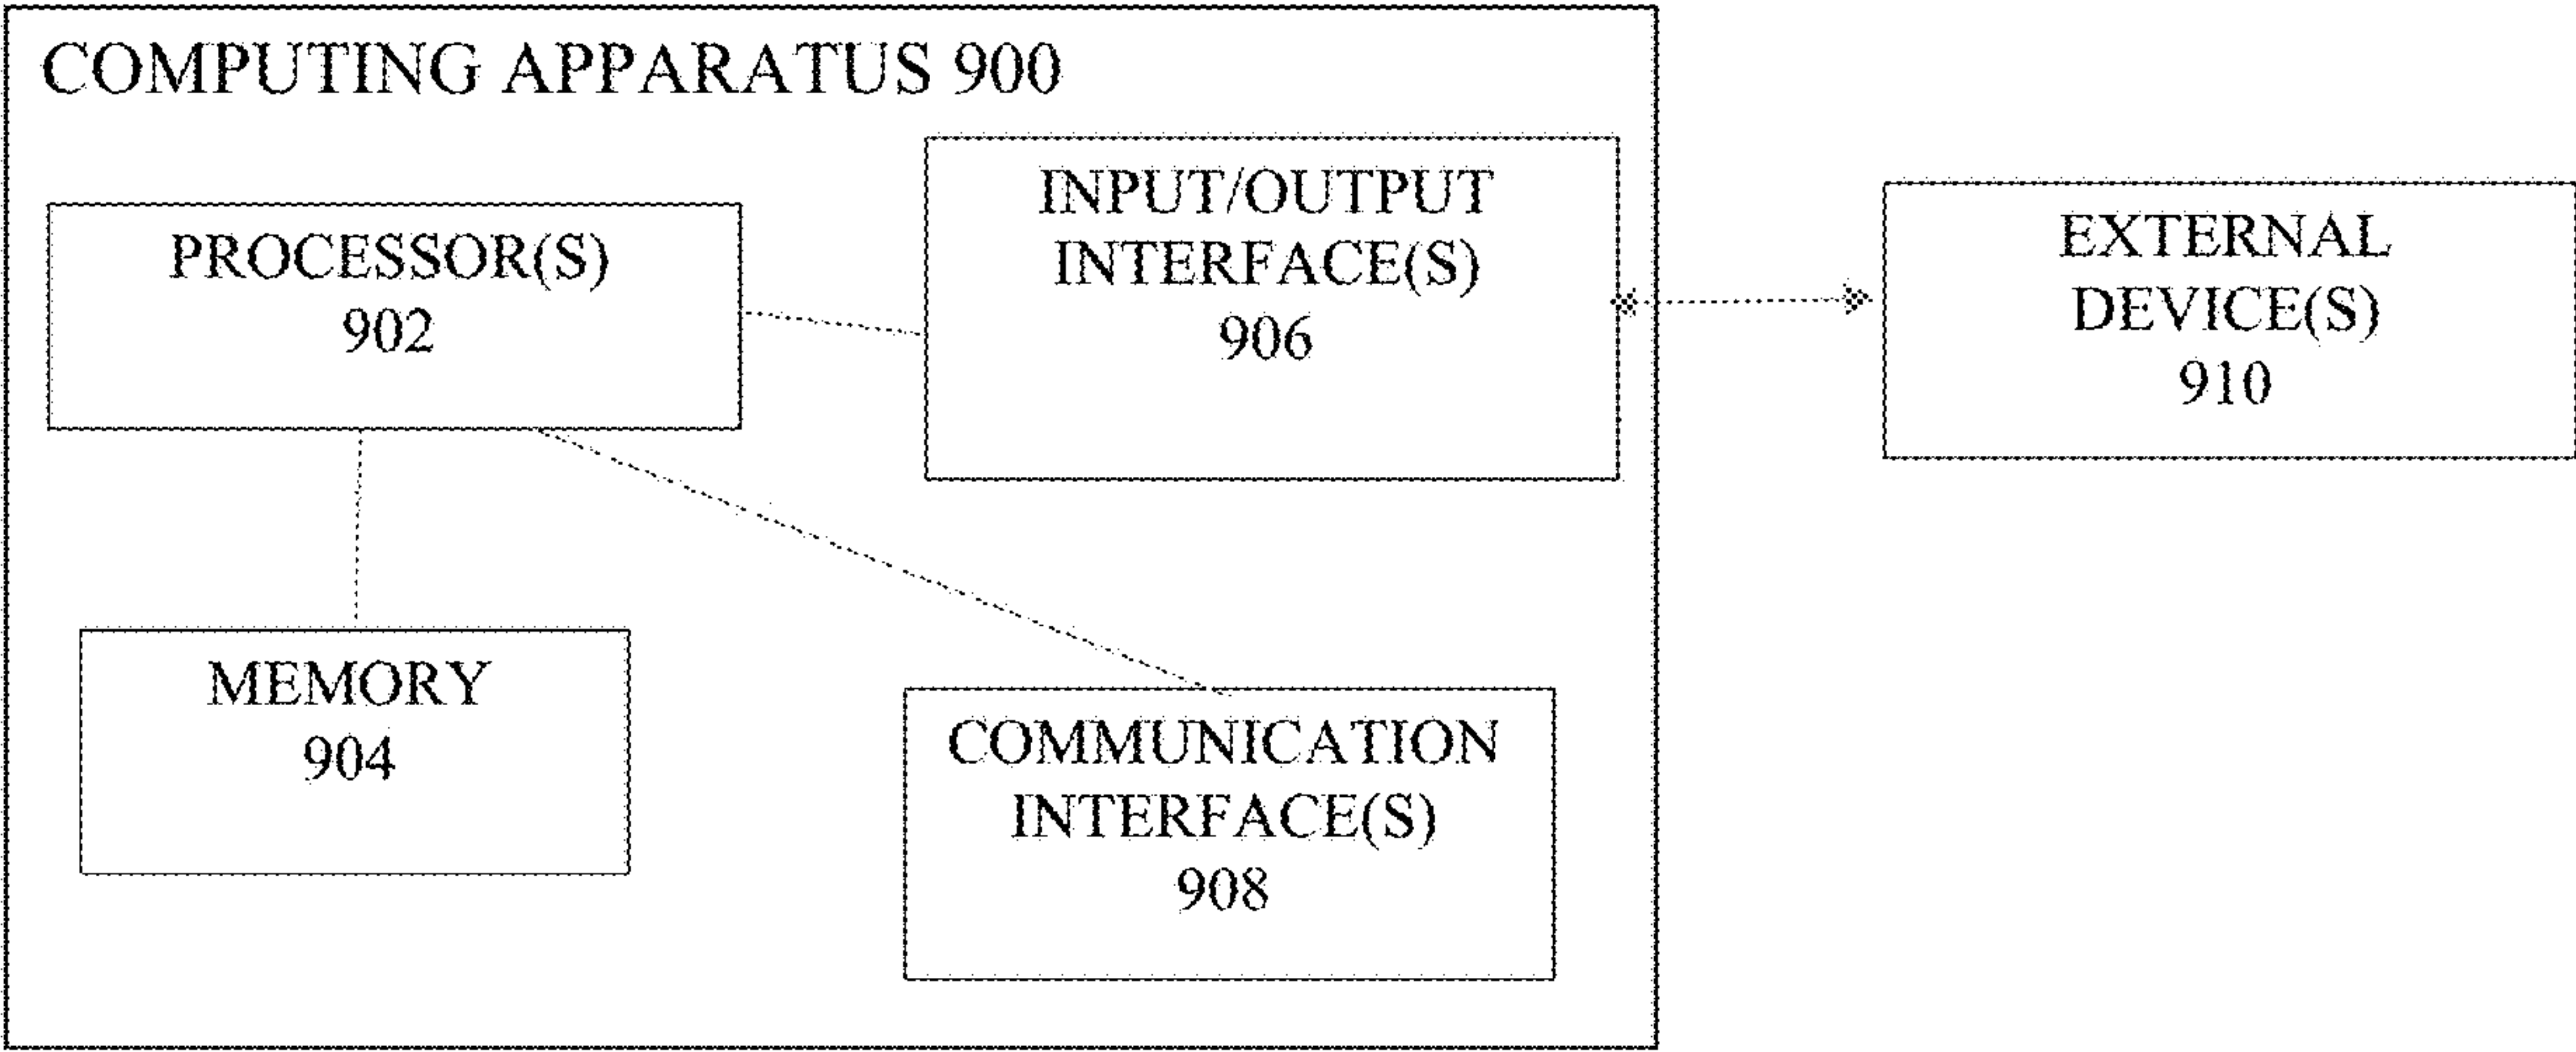 COMPUTING APPARATUS 900
PROCESSOR(S)
902
INPUT/OUTPUT
INTERFACE(S)
906
EXTERNAL
DEVICE(S)
910
MEMORY
904
COMMUNICATION
INTERFACE(S)
908